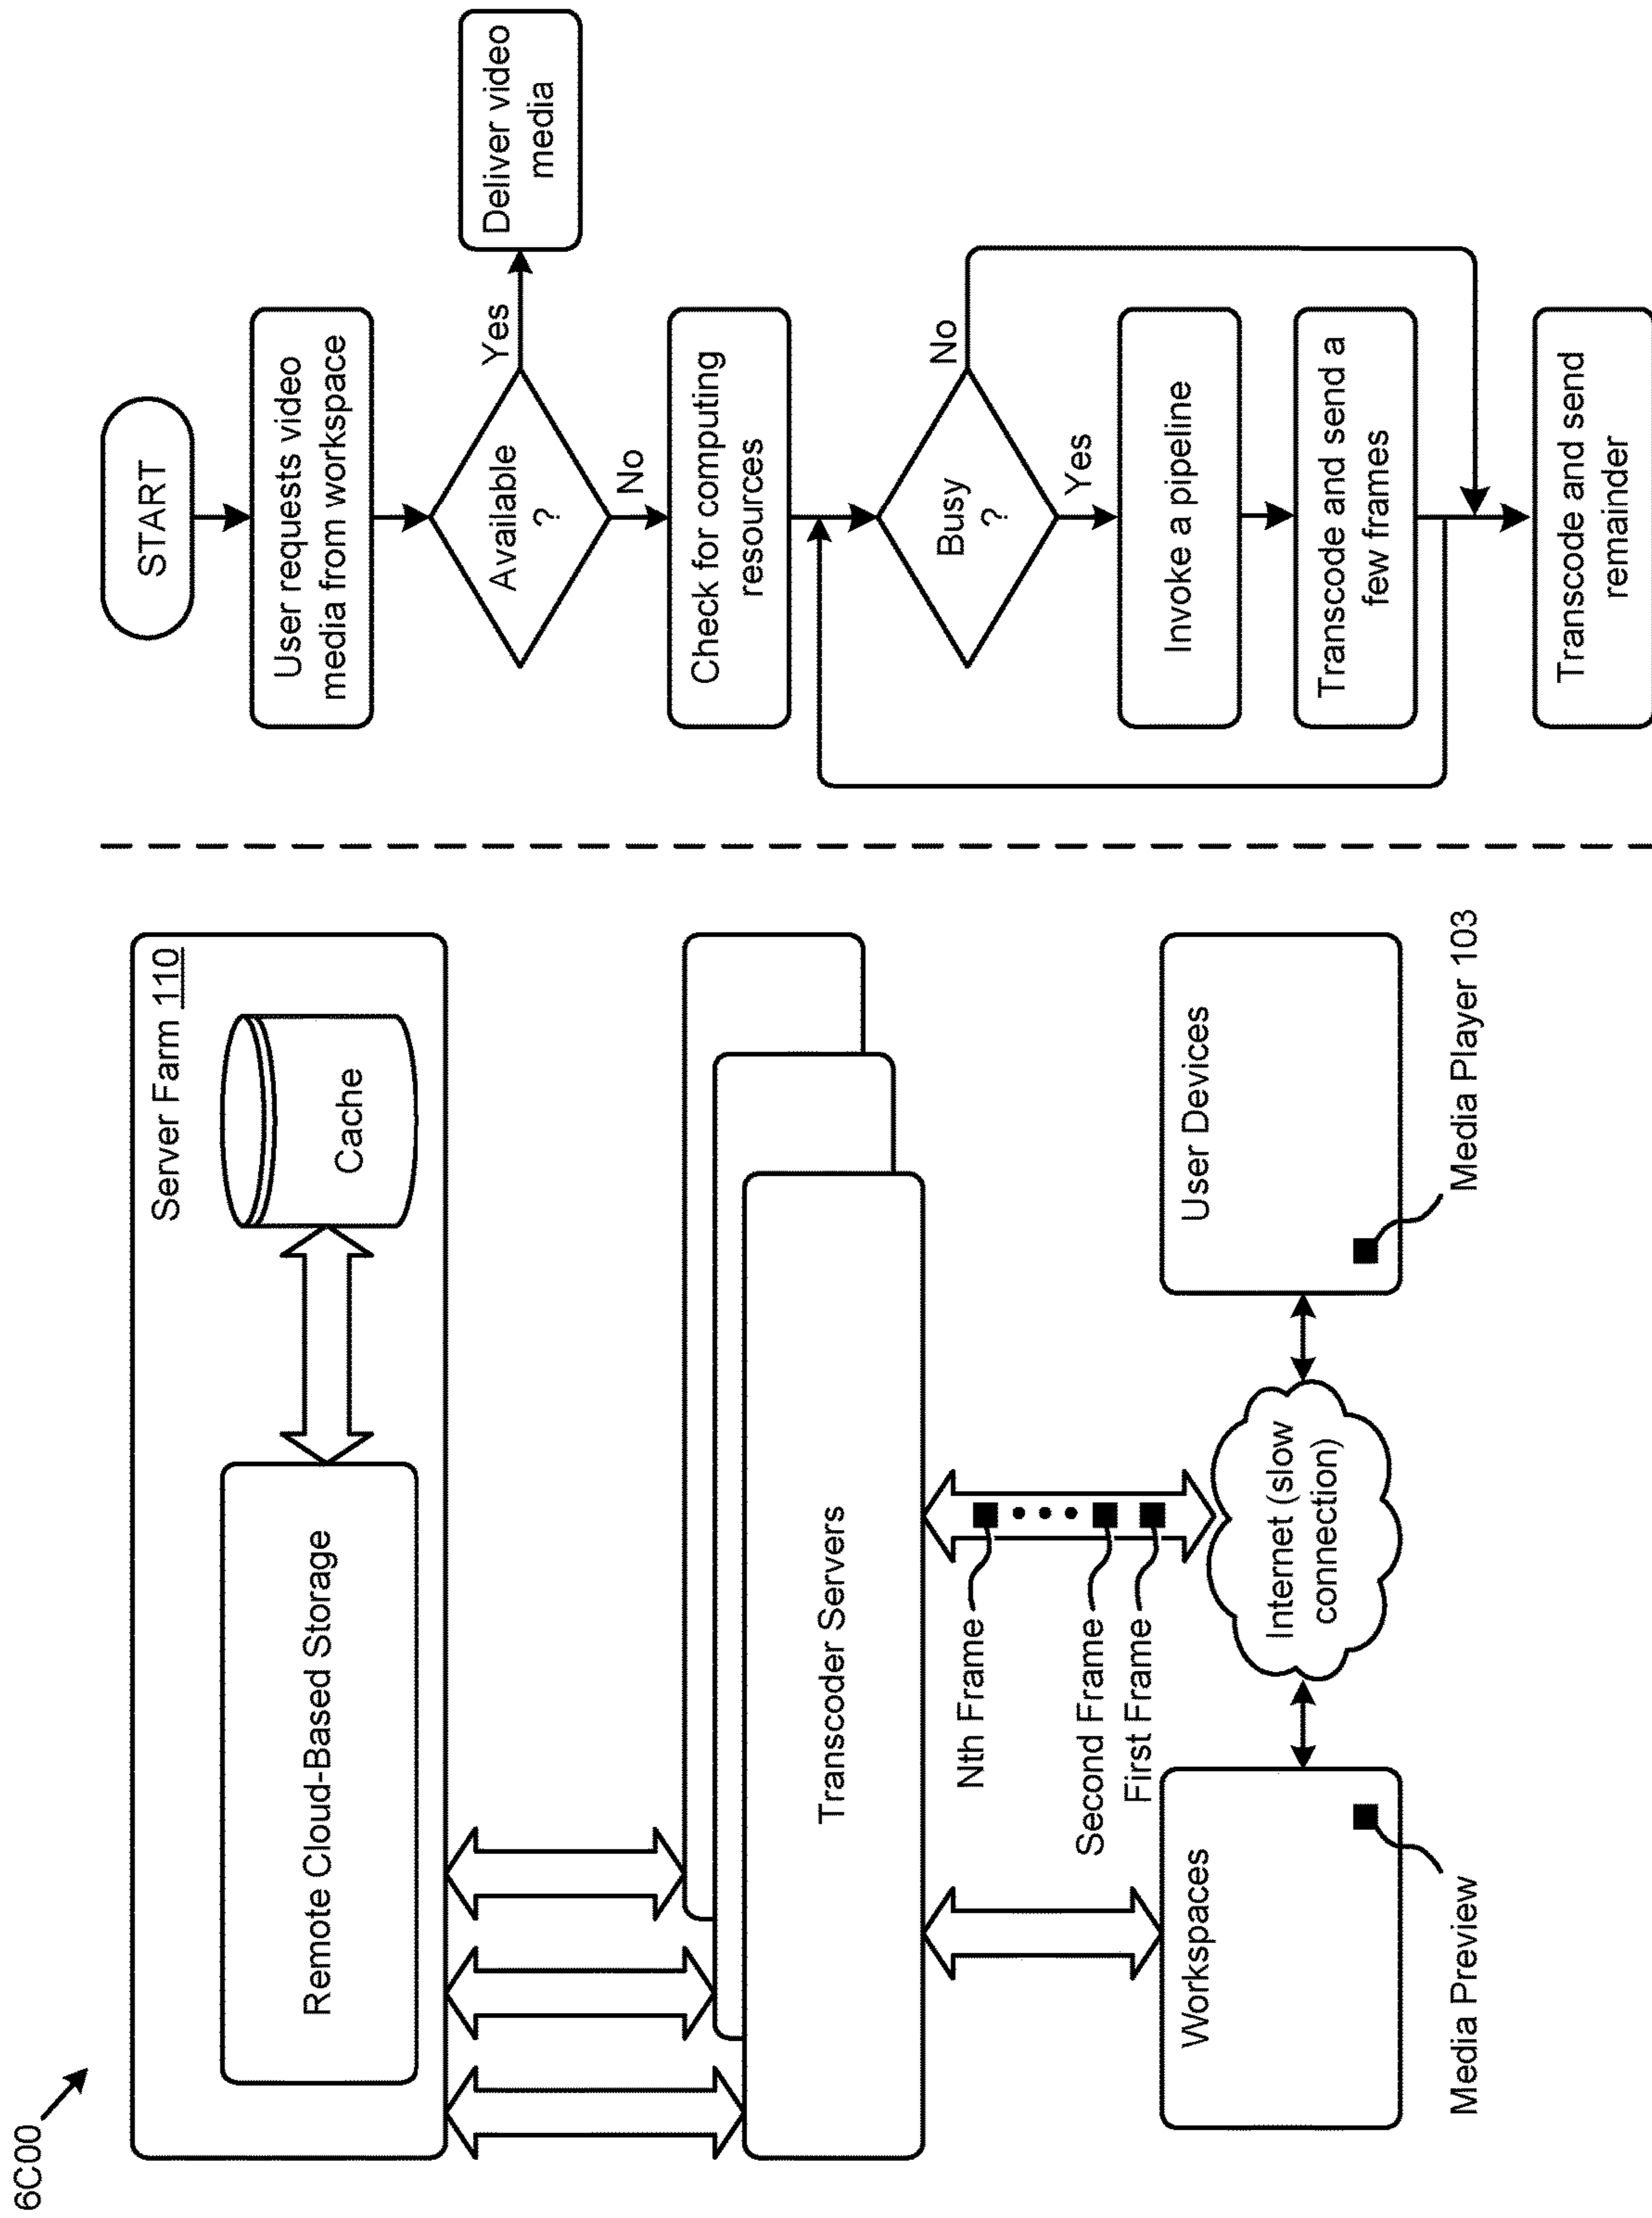 6C00
Server Farm 110
Remote Cloud-Based Storage
Cache
Transcoder Servers
Nth Frame
Second Frame
First Frame
Workspaces
Internet (slow
connection)
User Devices
Media Preview
Media Player 103
START
User requests video
media from workspace
Available
?
Yes
Deliver video
media
No
Check for computing
resources
Busy
?
No
Yes
Invoke a pipeline
Transcode and send a
few frames
Transcode and send
remainder